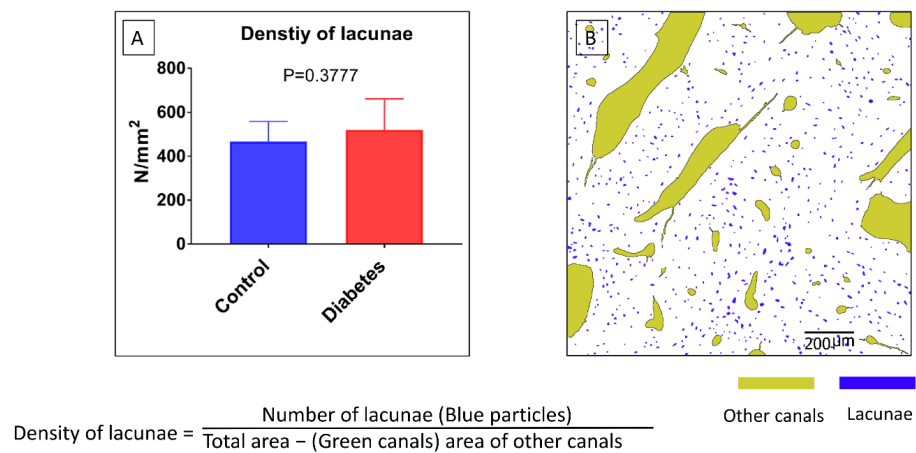 A
Denstiy of lacunae
P=0.3777
800
600
400
200
0
N/mm²
Control
Diabetes
B
200µm
Other canals
Lacunae
Density of lacunae = Number of lacunae (Blue particles)
Total area – (Green canals) area of other canals